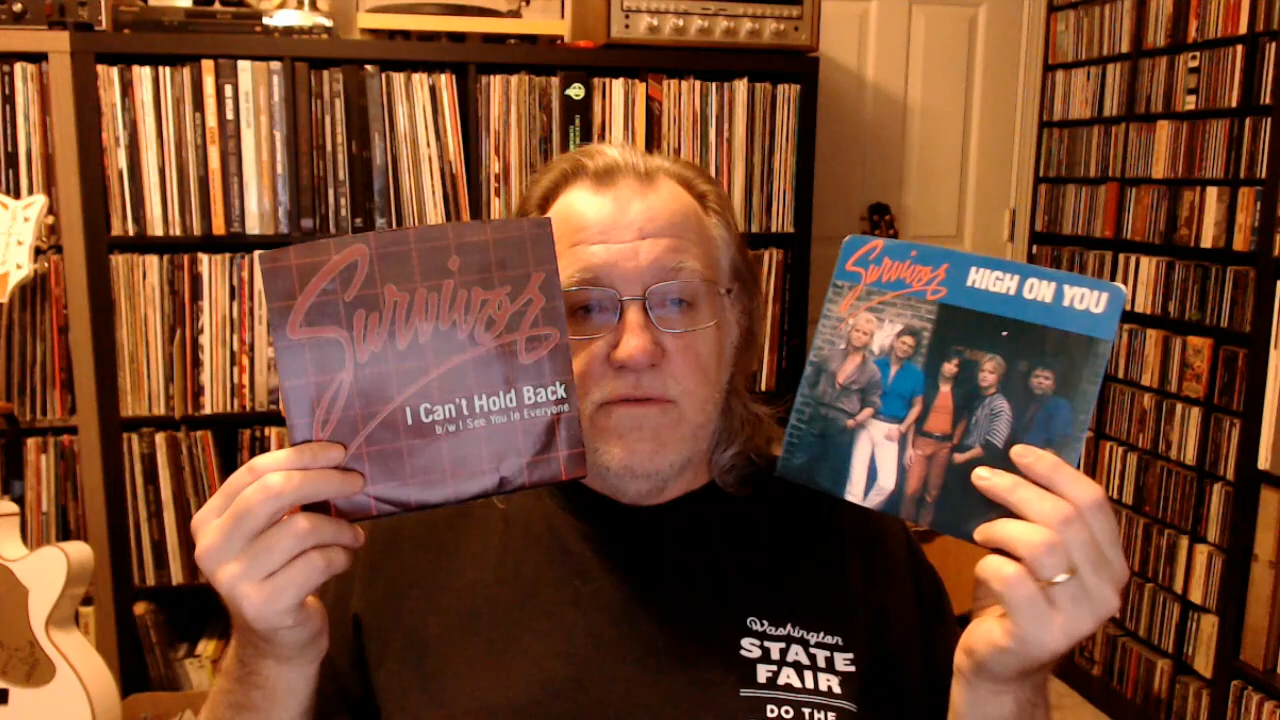 Survivor
I Can't Hold Back
b/w I See You In Everyone
Survivor
HIGH ON YOU
Washington
STATE
FAIR
DO THE